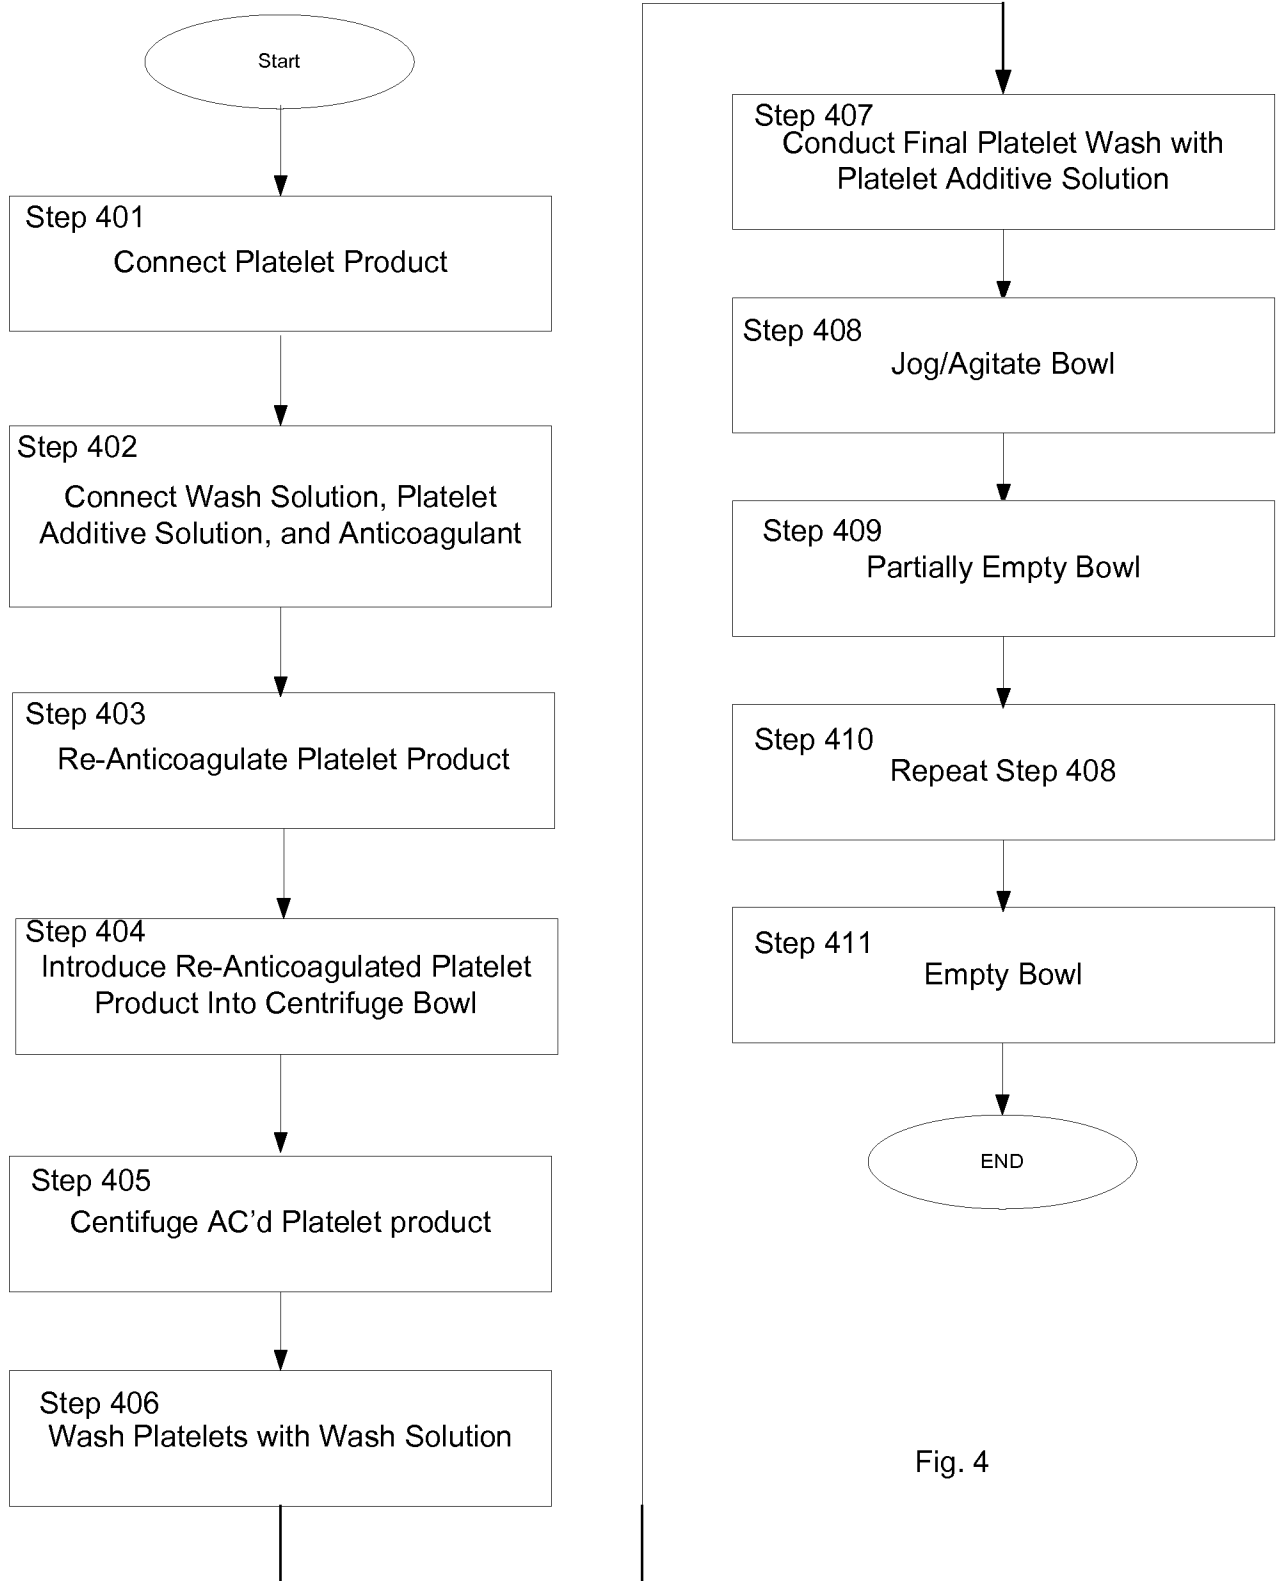 Start
Step 401
Connect Platelet Product
Step 402
Connect Wash Solution, Platelet
Additive Solution, and Anticoagulant
Step 403
Re-Anticoagulate Platelet Product
Step 404
Introduce Re-Anticoagulated Platelet
Product Into Centrifuge Bowl
Step 405
Centifuge AC'd Platelet product
Step 406
Wash Platelets with Wash Solution
Step 407
Conduct Final Platelet Wash with
Platelet Additive Solution
Step 408
Jog/Agitate Bowl
Step 409
Partially Empty Bowl
Step 410
Repeat Step 408
Step 411
Empty Bowl
END
Fig. 4